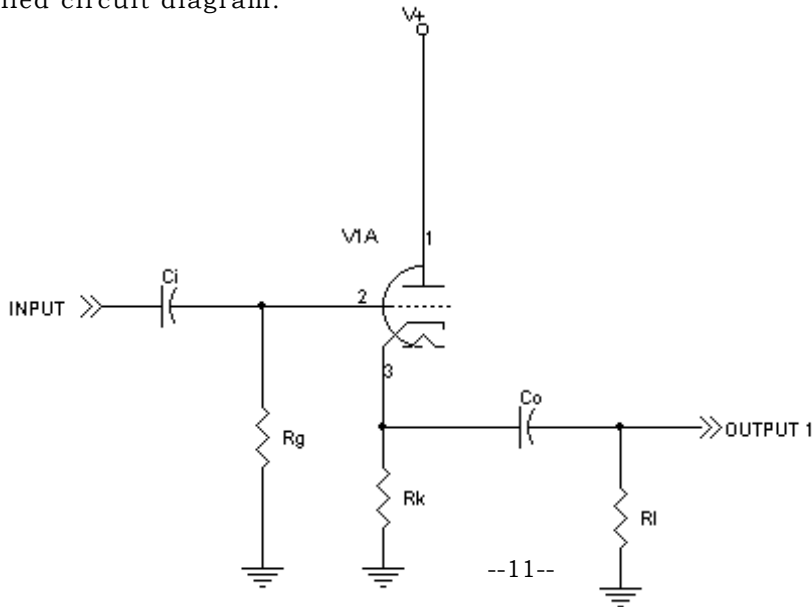 ned circuit diagram.
V+
V1A
1
Ci
INPUT
2
3
Co
OUTPUT 1
Rg
Rk
Rl
--11--